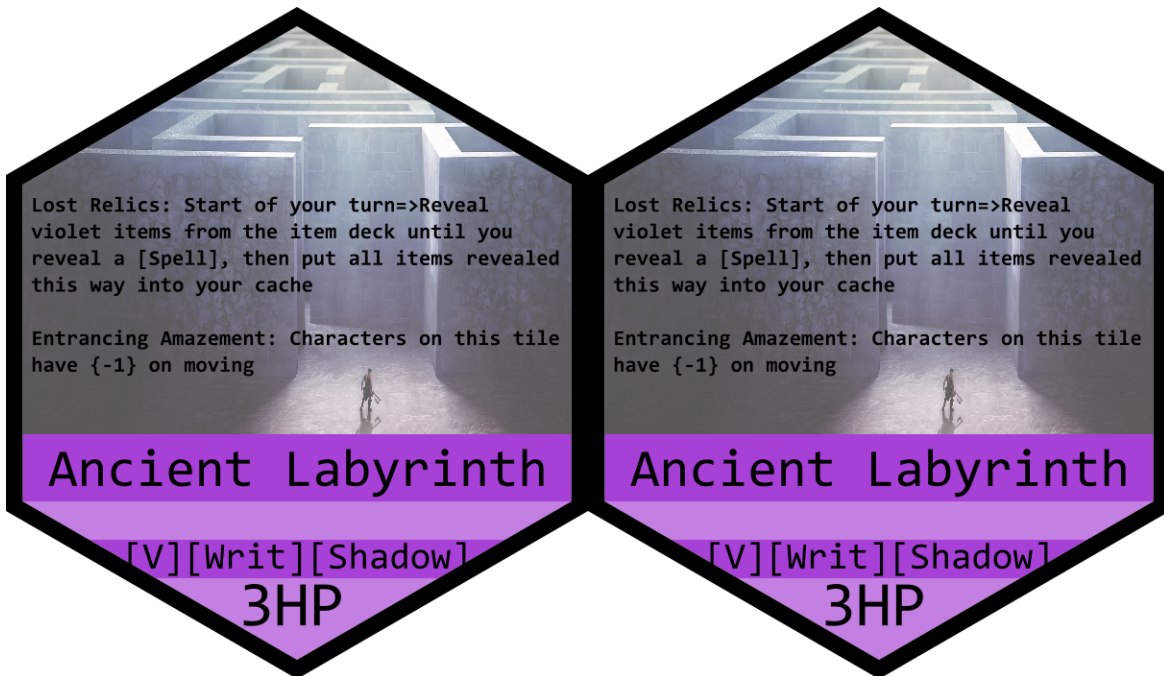 Lost Relics: Start of your turn=>Reveal
violet items from the item deck until you
reveal a [Spell], then put all items revealed
this way into your cache
Entrancing Amazement: Characters on this tile
have {-1} on moving
Ancient Labyrinth
[V][Writ][Shadow]
3HP
Lost Relics: Start of your turn=>Reveal
violet items from the item deck until you
reveal a [Spell], then put all items revealed
this way into your cache
Entrancing Amazement: Characters on this tile
have {-1} on moving
Ancient Labyrinth
[V][Writ][Shadow]
3HP